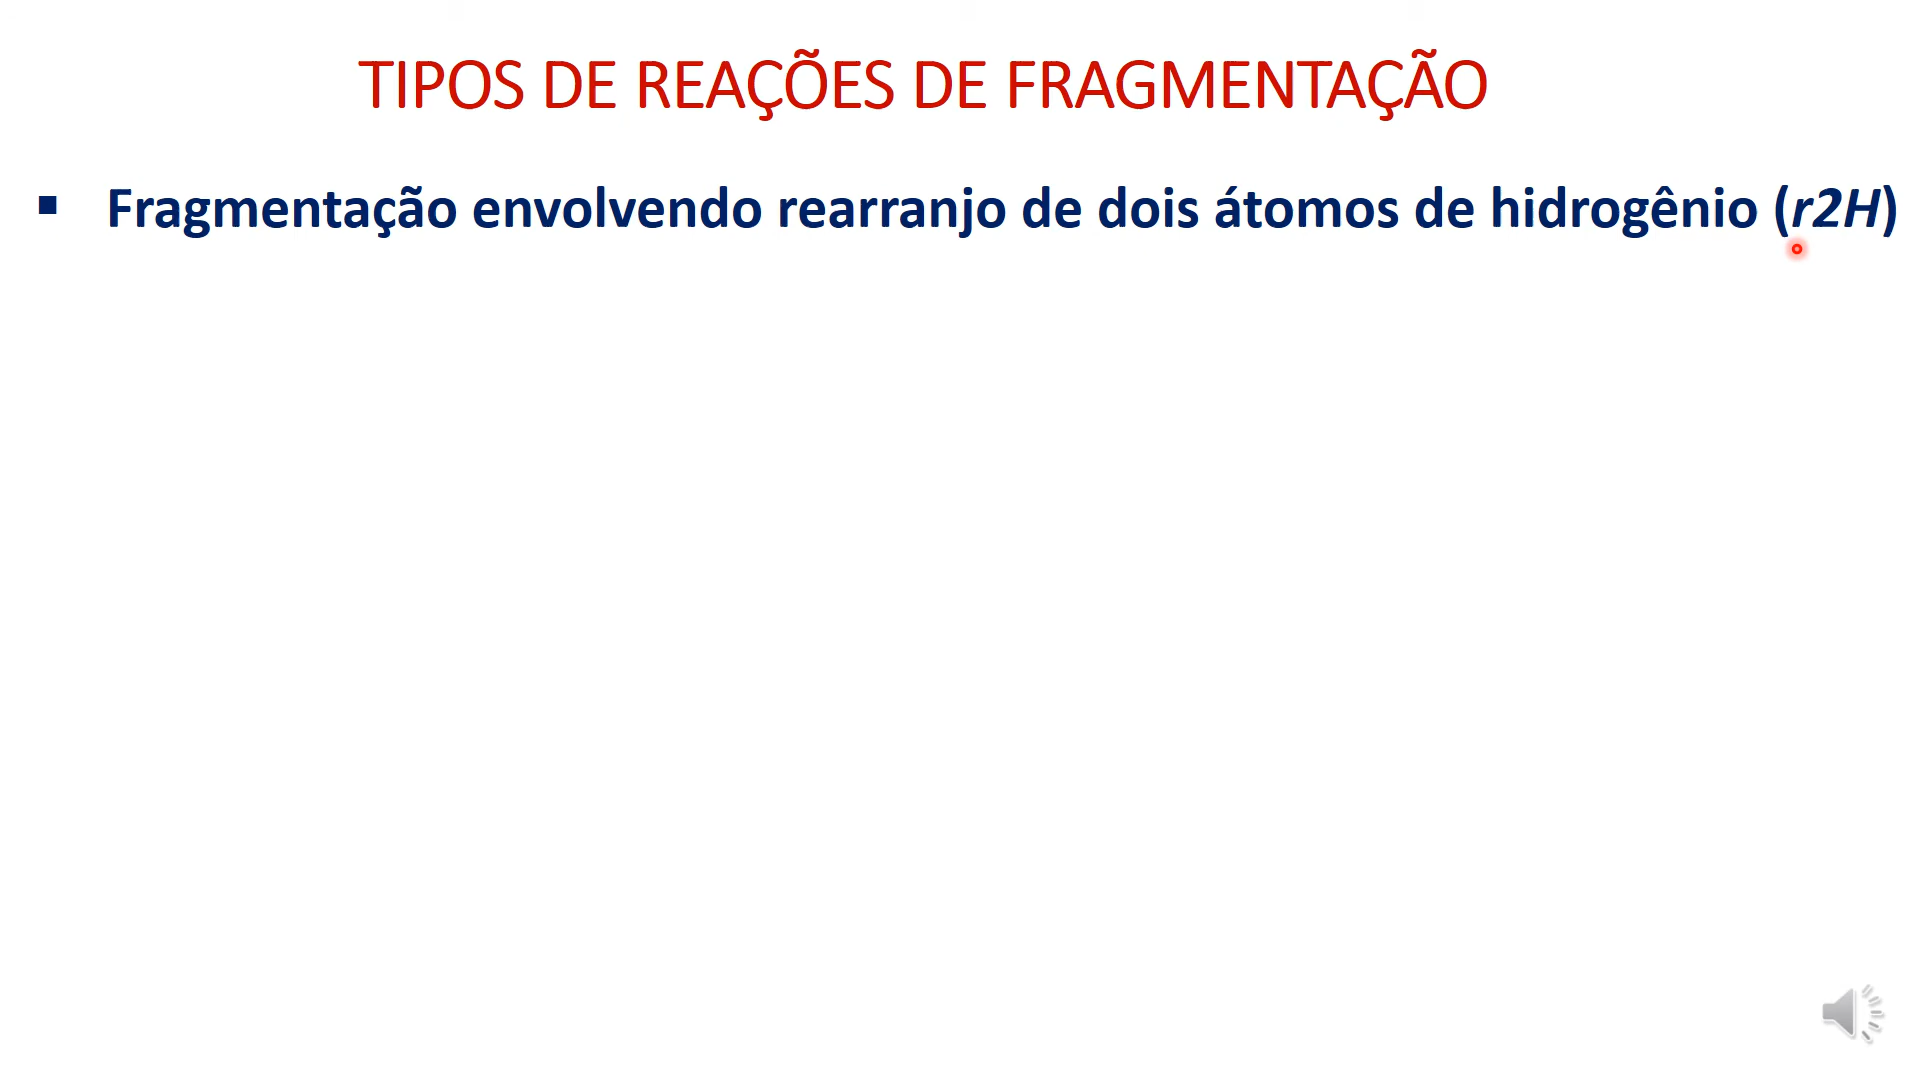 TIPOS DE REAÇÕES DE FRAGMENTAÇÃO
▪ Fragmentação envolvendo rearranjo de dois átomos de hidrogênio (r2H)